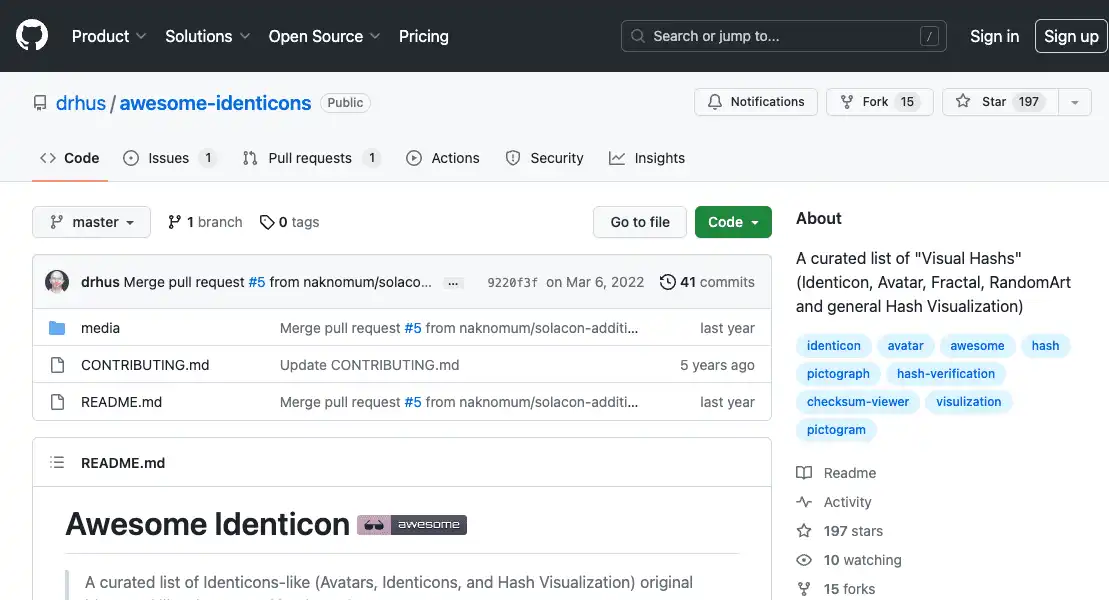 Product Solutions Open Source Pricing Search or jump to... / Sign in Sign up
drhus / awesome-identicons Public Notifications Fork 15 Star 197
Code Issues 1 Pull requests 1 Actions Security Insights
master 1 branch 0 tags Go to file Code
drhus Merge pull request #5 from naknomum/solaco... ... 9220f3f on Mar 6, 2022 41 commits
media Merge pull request #5 from naknomum/solacon-additi... last year
CONTRIBUTING.md Update CONTRIBUTING.md 5 years ago
README.md Merge pull request #5 from naknomum/solacon-additi... last year
README.md
Awesome Identicon awesome
A curated list of Identicons-like (Avatars, Identicons, and Hash Visualization) original
About
A curated list of "Visual Hashs"
(Identicon, Avatar, Fractal, RandomArt
and general Hash Visualization)
identicon avatar awesome hash
pictograph hash-verification
checksum-viewer visulization
pictogram
Readme
Activity
197 stars
10 watching
15 forks